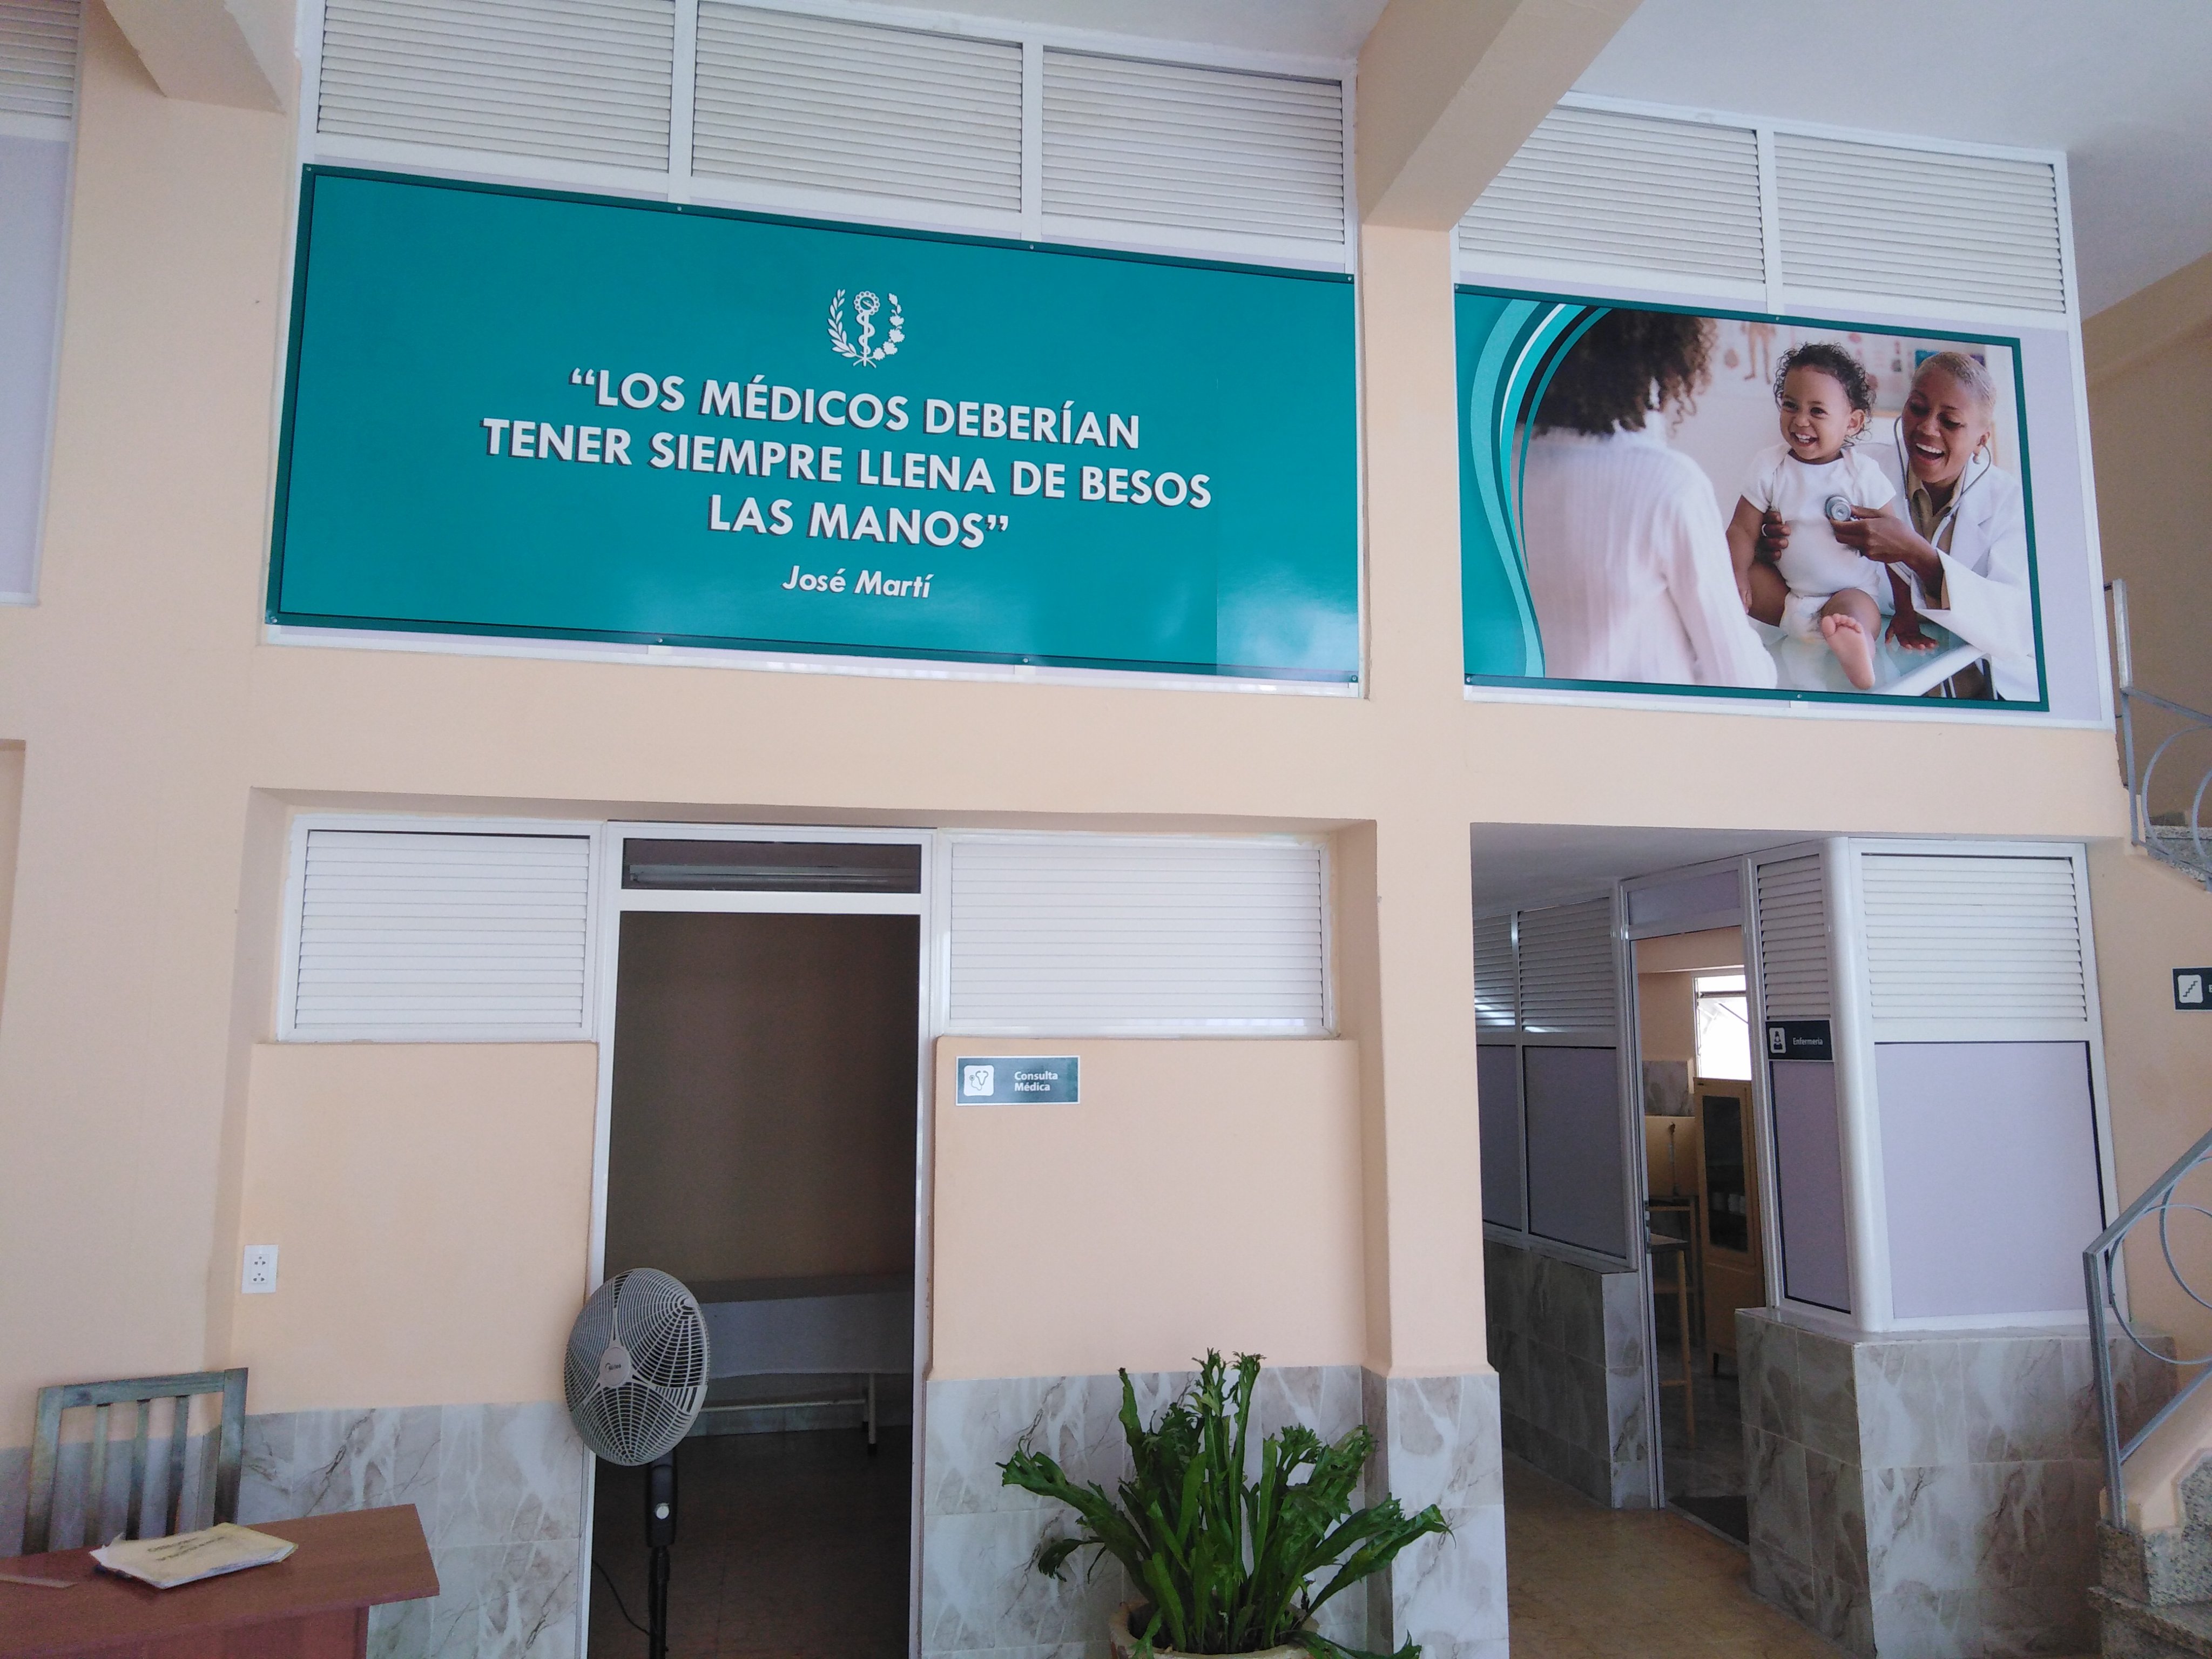 “LOS MÉDICOS DEBERÍAN
TENER SIEMPRE LLENA DE BESOS
LAS MANOS”
José Martí
Consulta
Médica
Enfermería